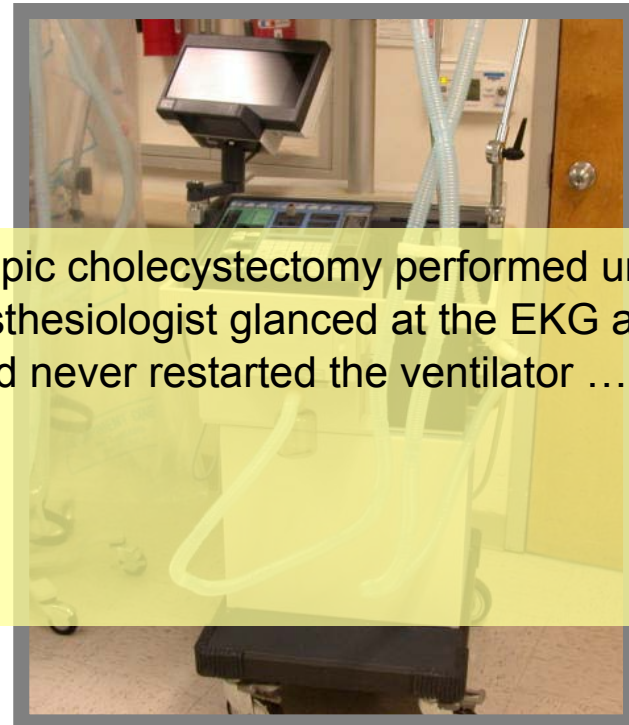 pic cholecystectomy performed
sthesiologist glanced at the EKG
never restarted the ventilator …